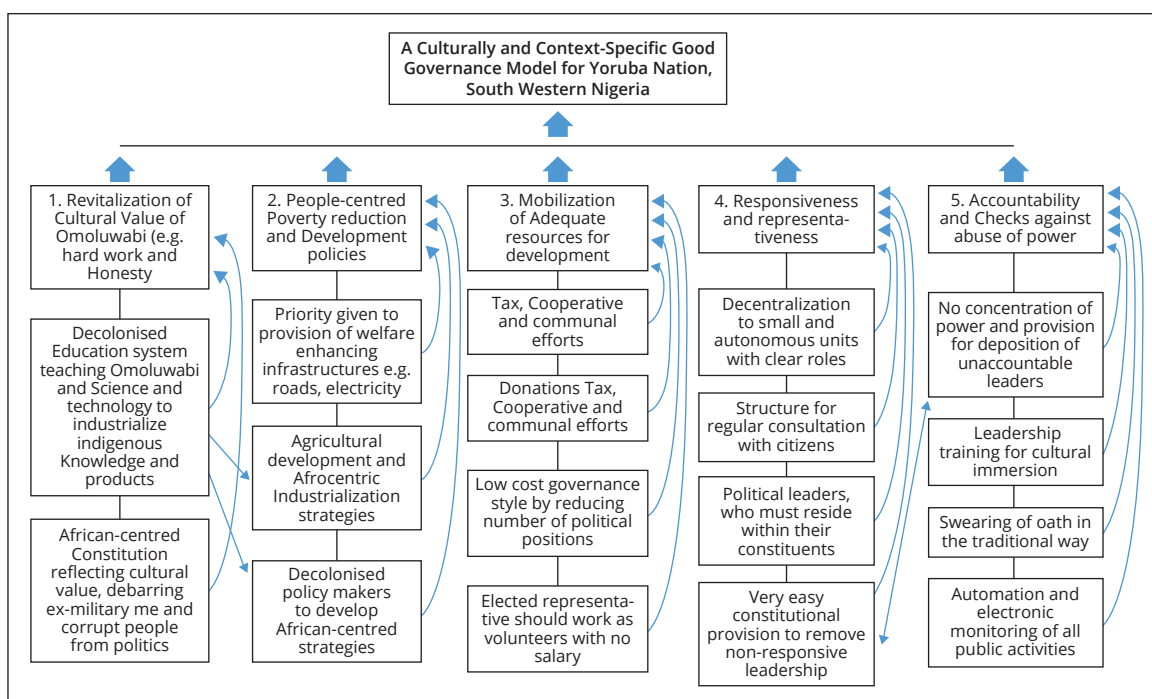 A Culturally and Context-Specific Good
Governance Model for Yoruba Nation,
South Western Nigeria
1. Revitalization of
Cultural Value of
Omoluwabi (e.g.
hard work and
Honesty
Decolonised
Education system
teaching Omoluwabi
and Science and
technology to
industrialize
indigenous
Knowledge and
products
African-centred
Constitution
reflecting cultural
value, debarring
ex-military me and
corrupt people
from politics
2. People-centred
Poverty reduction
and Development
policies
Priority given to
provision of welfare
enhancing
infrastructures e.g.
roads, electricity
Agricultural
development and
Afrocentric
Industrialization
strategies
Decolonised
policy makers
to develop
African-centred
strategies
3. Mobilization of
Adequate
resources for
development
Tax, Cooperative
and communal
efforts
Donations Tax,
Cooperative and
communal efforts
Low cost governance
style by reducing
number of political
positions
Elected representa-
tive should work as
volunteers with no
salary
4. Responsiveness
and representa-
tiveness
Decentralization
to small and
autonomous units
with clear roles
Structure for
regular consultation
with citizens
Political leaders,
who must reside
within their
constituents
Very easy
constitutional
provision to remove
non-responsive
leadership
5. Accountability
and Checks against
abuse of power
No concentration of
power and provision
for deposition of
unaccountable
leaders
Leadership
training for cultural
immersion
Swearing of oath in
the traditional way
Automation and
electronic
monitoring of all
public activities